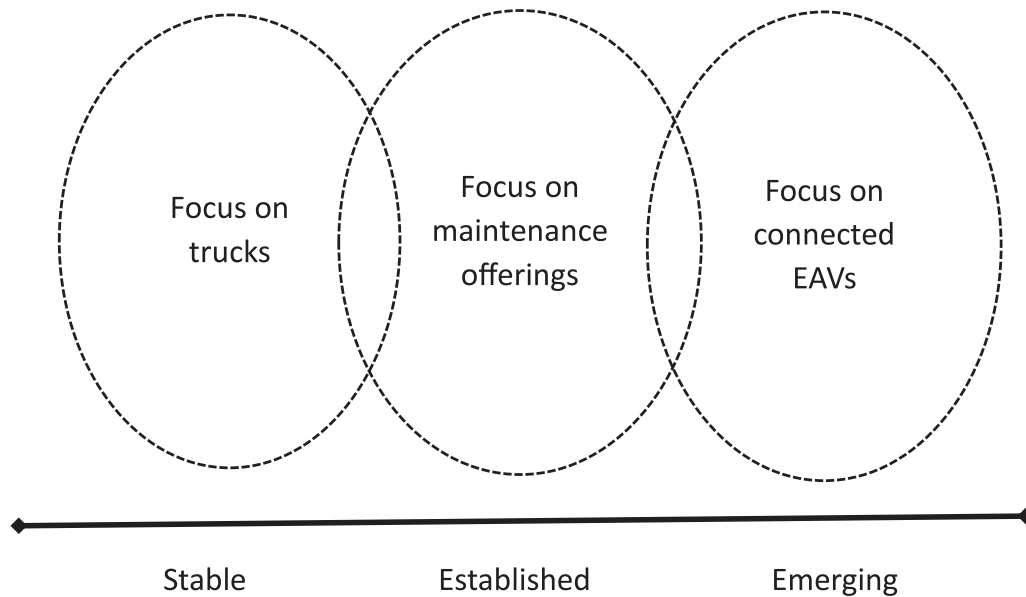 Focus on
trucks
Focus on
maintenance
offerings
Focus on
connected
EAVs
Stable
Established
Emerging